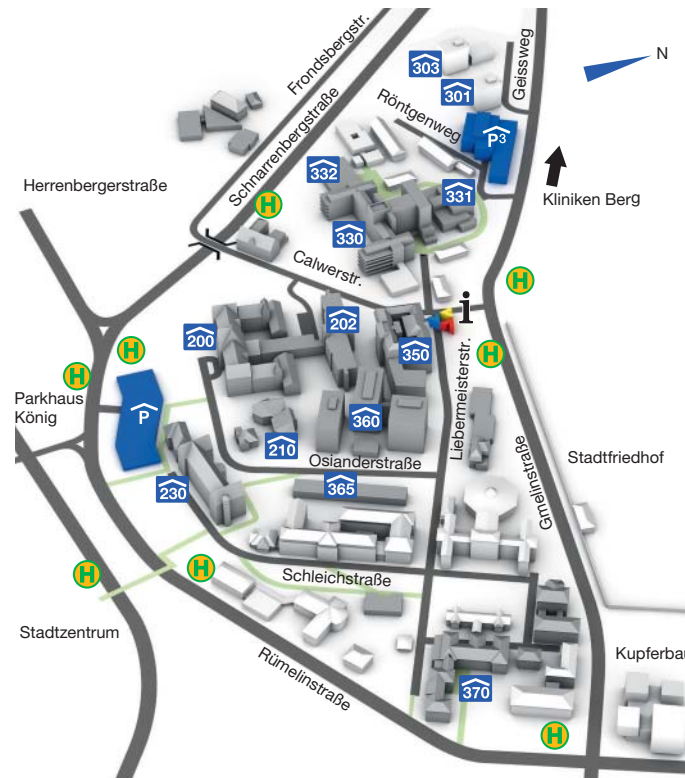 Frondsbergstr.
Geissweg
303
N
301
Röntgenweg
P3
Schnarrenbergstraße
332
Herrenbergerstraße
331
Kliniken Berg
H
330
Calwerstr.
H
i
200
202
350
H
H
Liebermeisterstr.
H
Parkhaus
König
P
360
210
Osianderstraße
Stadtfriedhof
Gmelinstraße
230
365
H
H
Schleichstraße
Stadtzentrum
Rümelinstraße
Kupferbau
370
H